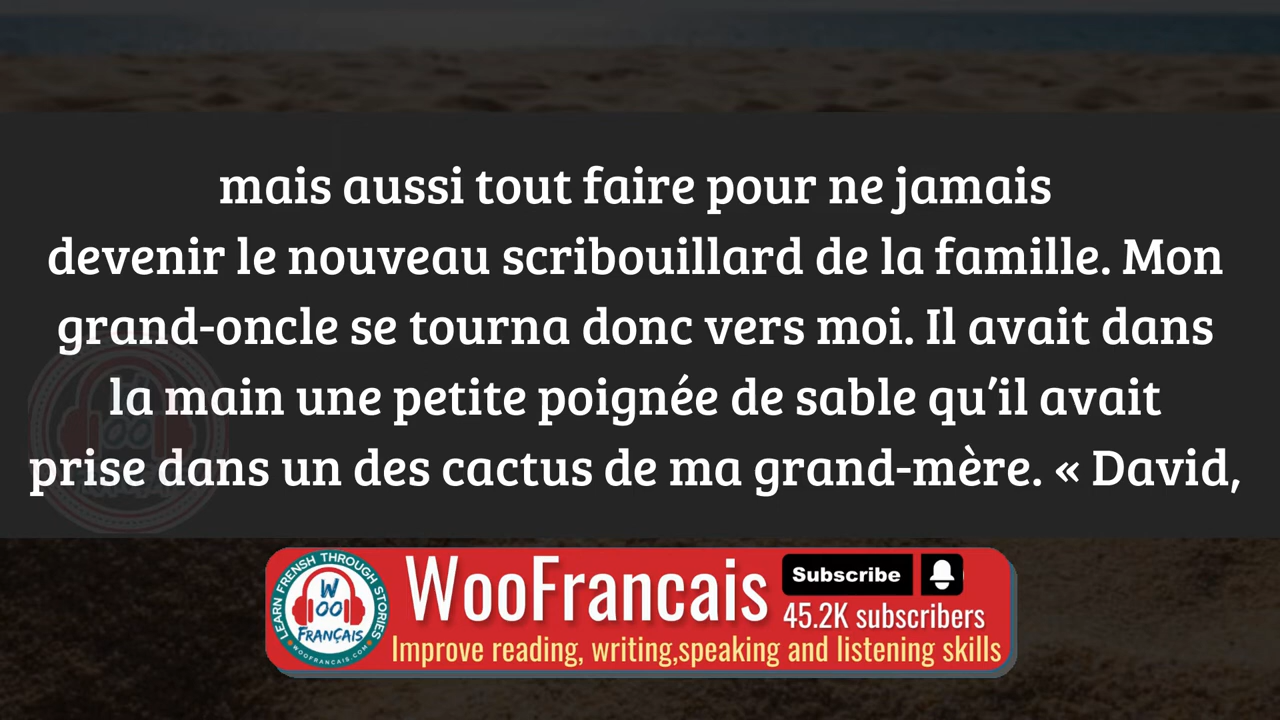 mais aussi tout faire pour ne jamais
devenir le nouveau scribouillard de la famille. Mon
grand-oncle se tourna donc vers moi. Il avait dans
la main une petite poignée de sable qu’il avait
prise dans un des cactus de ma grand-mère. « David,
LEARN FRENSH THROUGH STORIES
W
OO
FRANÇAIS
WOOFRANCAIS.COM
WooFrancais
Subscribe
45.2K subscribers
Improve reading, writing,speaking and listening skills